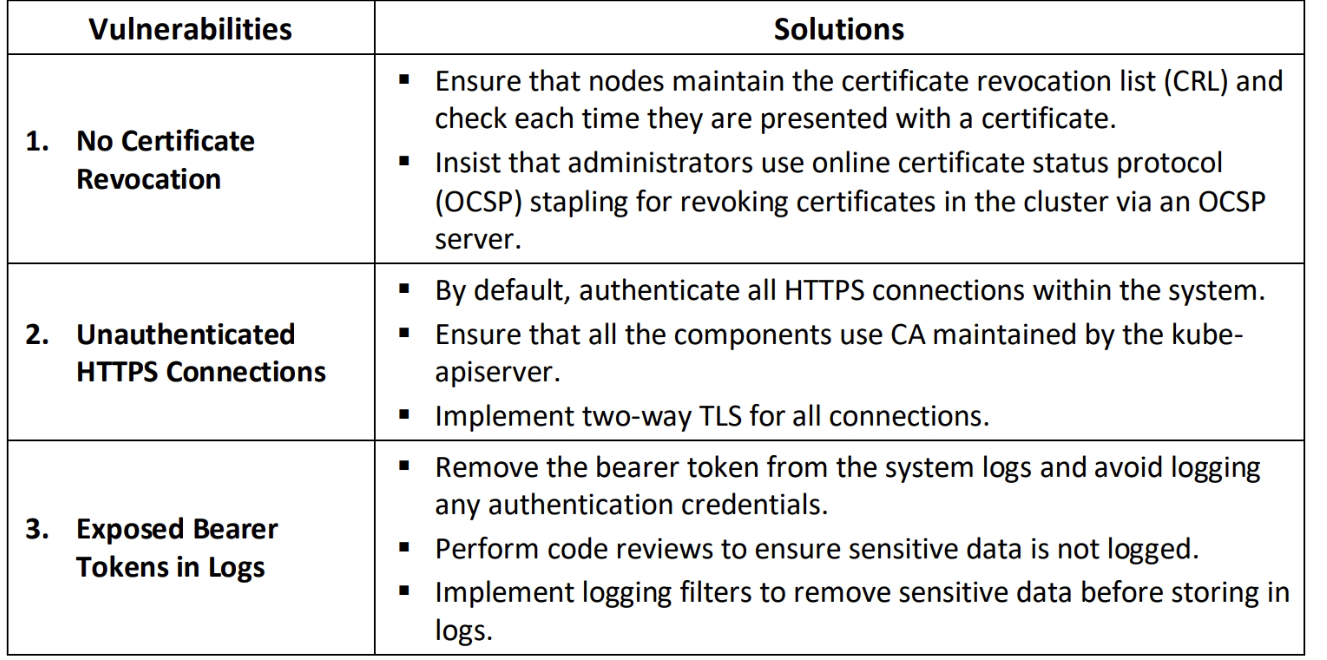 Vulnerabilities
Solutions
1. No Certificate
Revocation
▪ Ensure that nodes maintain the certificate revocation list (CRL) and
check each time they are presented with a certificate.
▪ Insist that administrators use online certificate status protocol
(OCSP) stapling for revoking certificates in the cluster via an OCSP
server.
2. Unauthenticated
HTTPS Connections
▪ By default, authenticate all HTTPS connections within the system.
▪ Ensure that all the components use CA maintained by the kube-
apiserver.
▪ Implement two-way TLS for all connections.
3. Exposed Bearer
Tokens in Logs
▪ Remove the bearer token from the system logs and avoid logging
any authentication credentials.
▪ Perform code reviews to ensure sensitive data is not logged.
▪ Implement logging filters to remove sensitive data before storing in
logs.